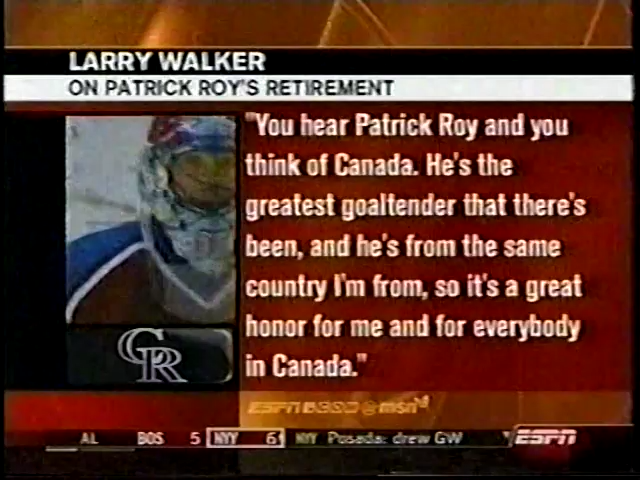 LARRY WALKER
ON PATRICK ROY'S RETIREMENT
"You hear Patrick Roy and you
think of Canada. He's the
greatest goaltender that there's
been, and he's from the same
country I'm from, so it's a great
honor for me and for everybody
in Canada."
CR
AL BOS 5 NYY 6 NYY Posada: drew GW ESPN